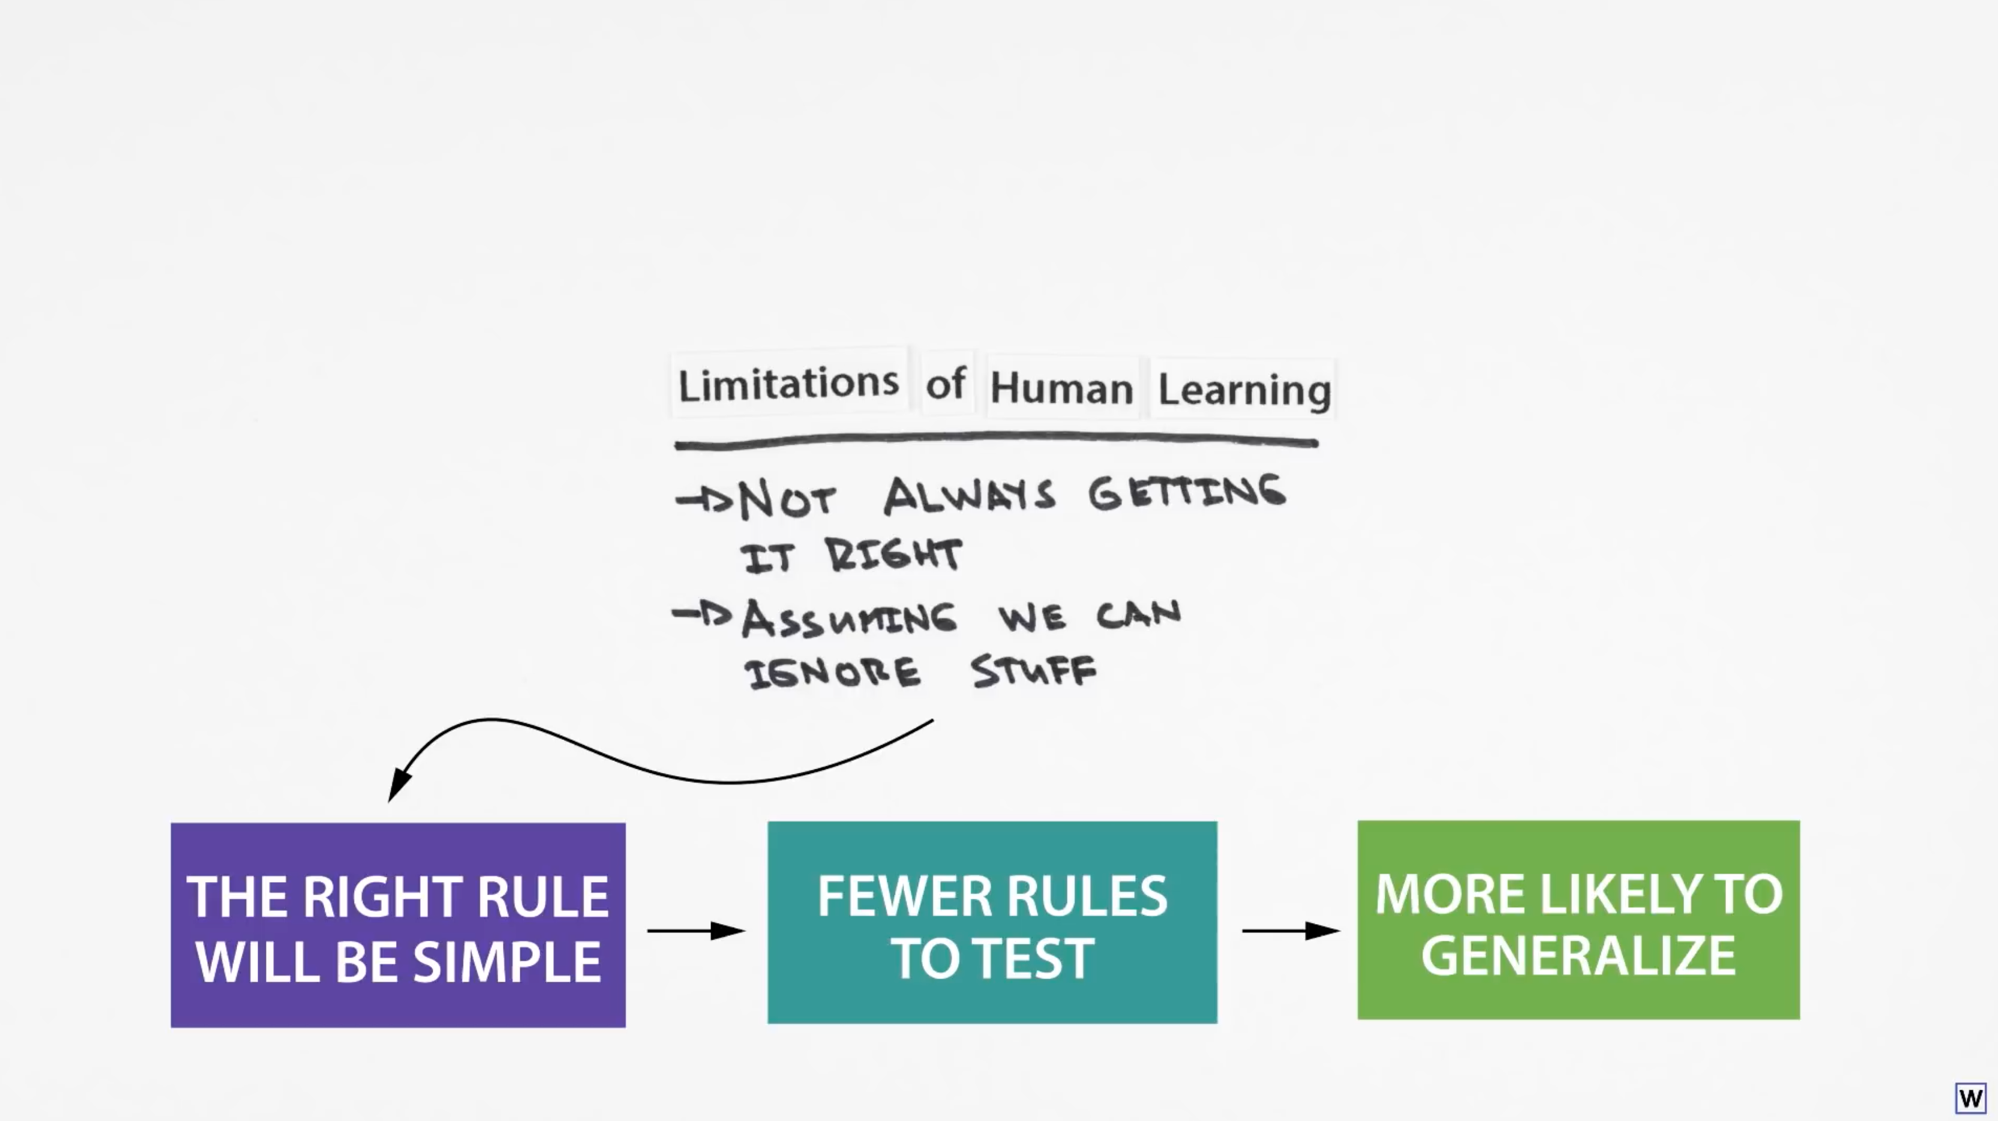 Limitations of Human Learning
→ NOT ALWAYS GETTING
IT RIGHT
→ ASSUMING WE CAN
IGNORE STUFF
THE RIGHT RULE
WILL BE SIMPLE
FEWER RULES
TO TEST
MORE LIKELY TO
GENERALIZE
W